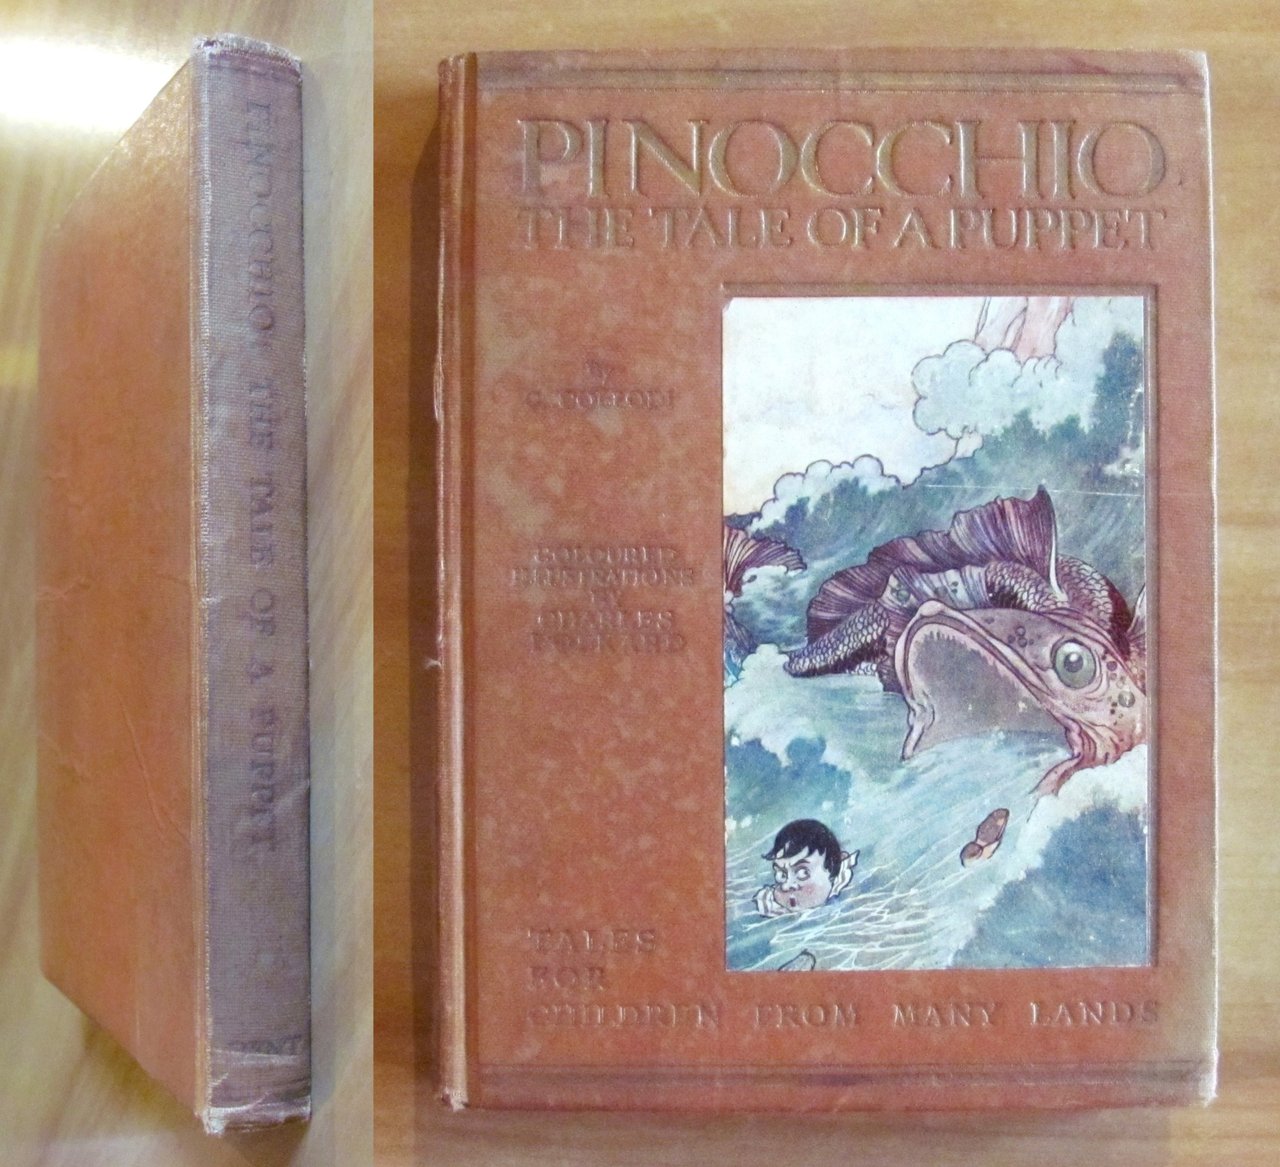 PINOCCHIO THE TALE OF A PUPPET
DENT
PINOCCHIO
THE TALE OF A PUPPET
By
C. COLLODI
COLOURED
ILLUSTRATIONS
BY
CHARLES
FOLKARD
TALES
FOR
CHILDREN FROM MANY LANDS